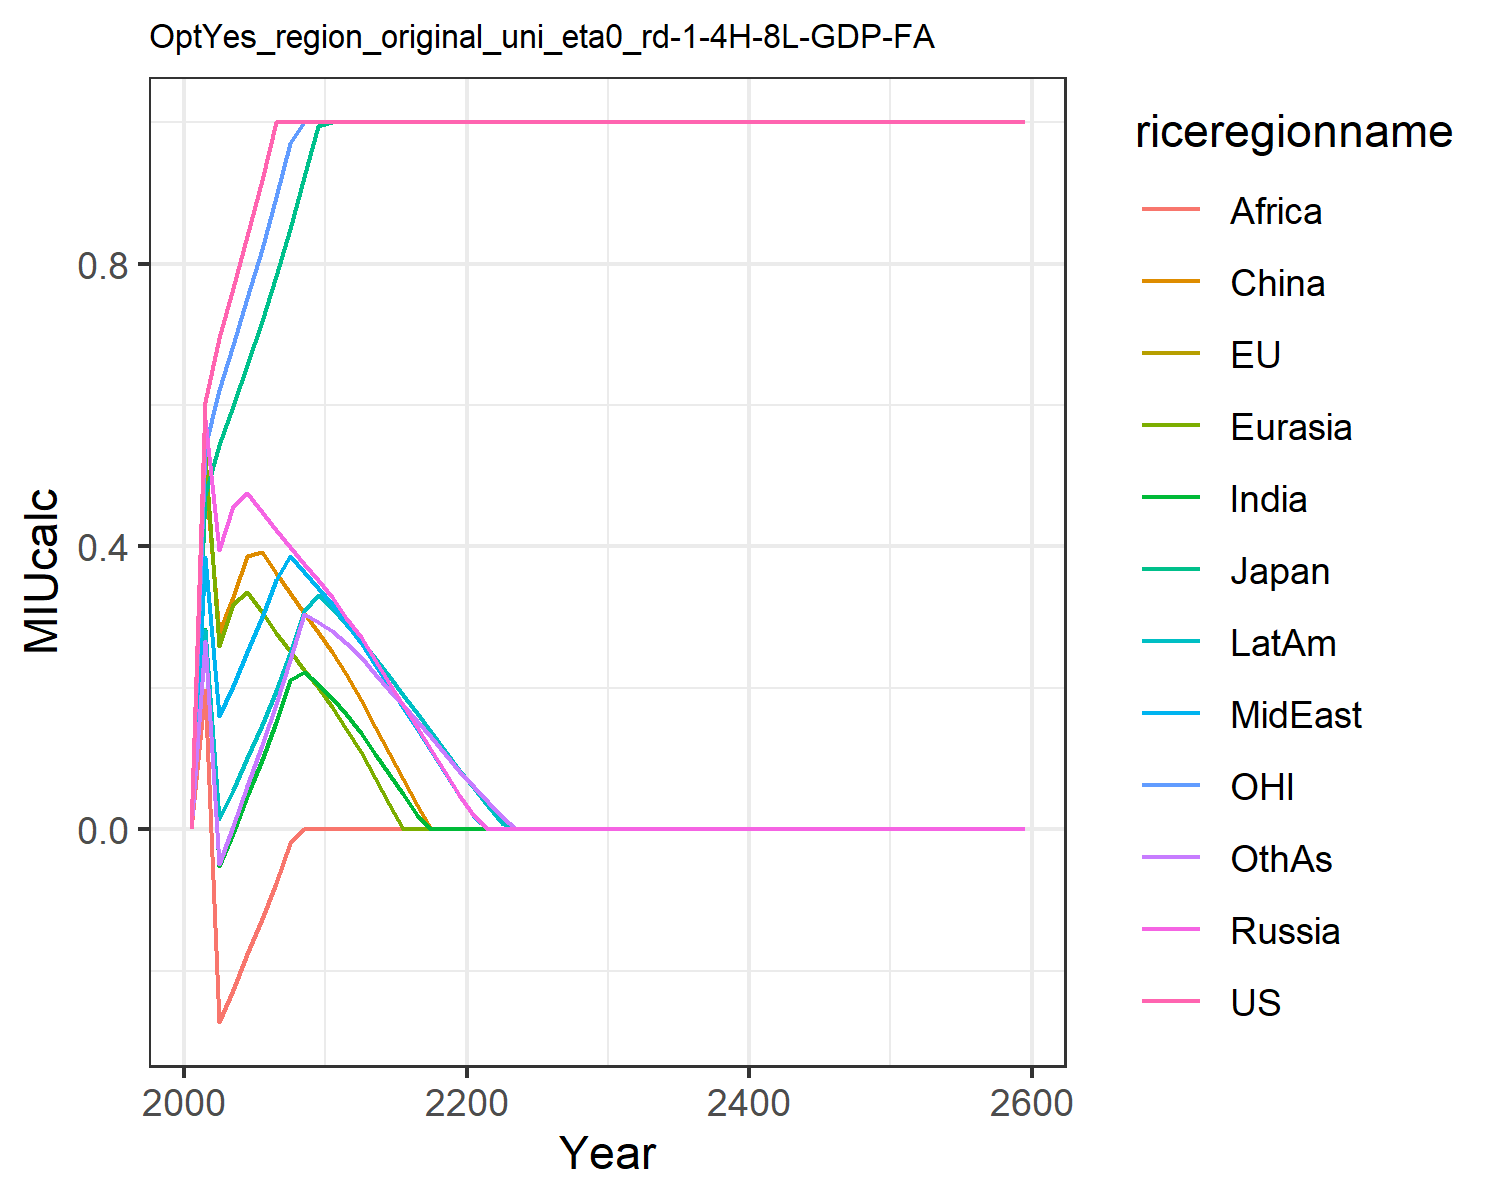 OptYes_region_original_uni_eta0_rd-1-4H-8L-GDP-FA
MIUcalc
0.8
0.4
0.0
2000 2200 2400 2600
Year
riceregionname
Africa
China
EU
Eurasia
India
Japan
LatAm
MidEast
OHI
OthAs
Russia
US